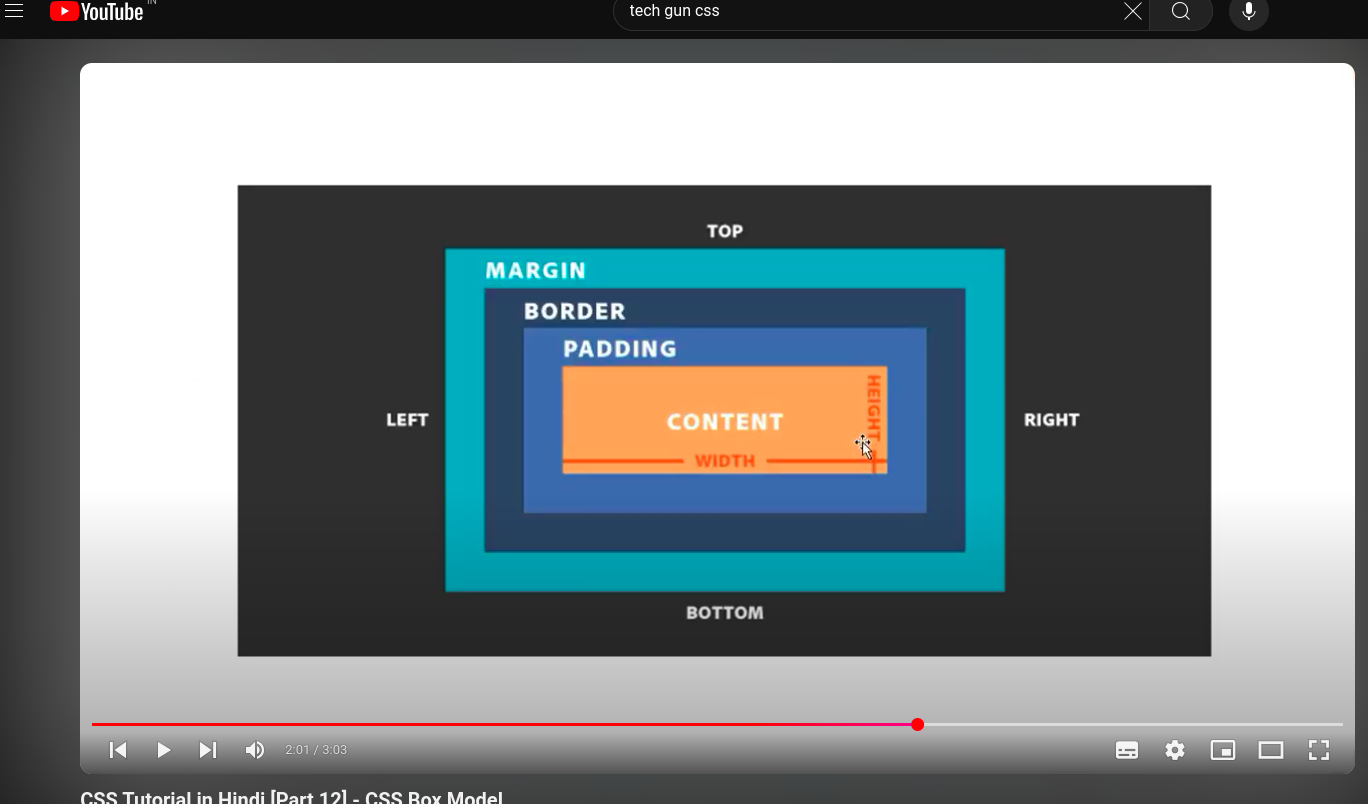 YouTube IN
tech gun css
TOP
MARGIN
BORDER
PADDING
HEIGHT
LEFT
CONTENT
RIGHT
WIDTH
BOTTOM
2:01 / 3:03
CSS Tutorial in Hindi [Part 12] - CSS Box Model